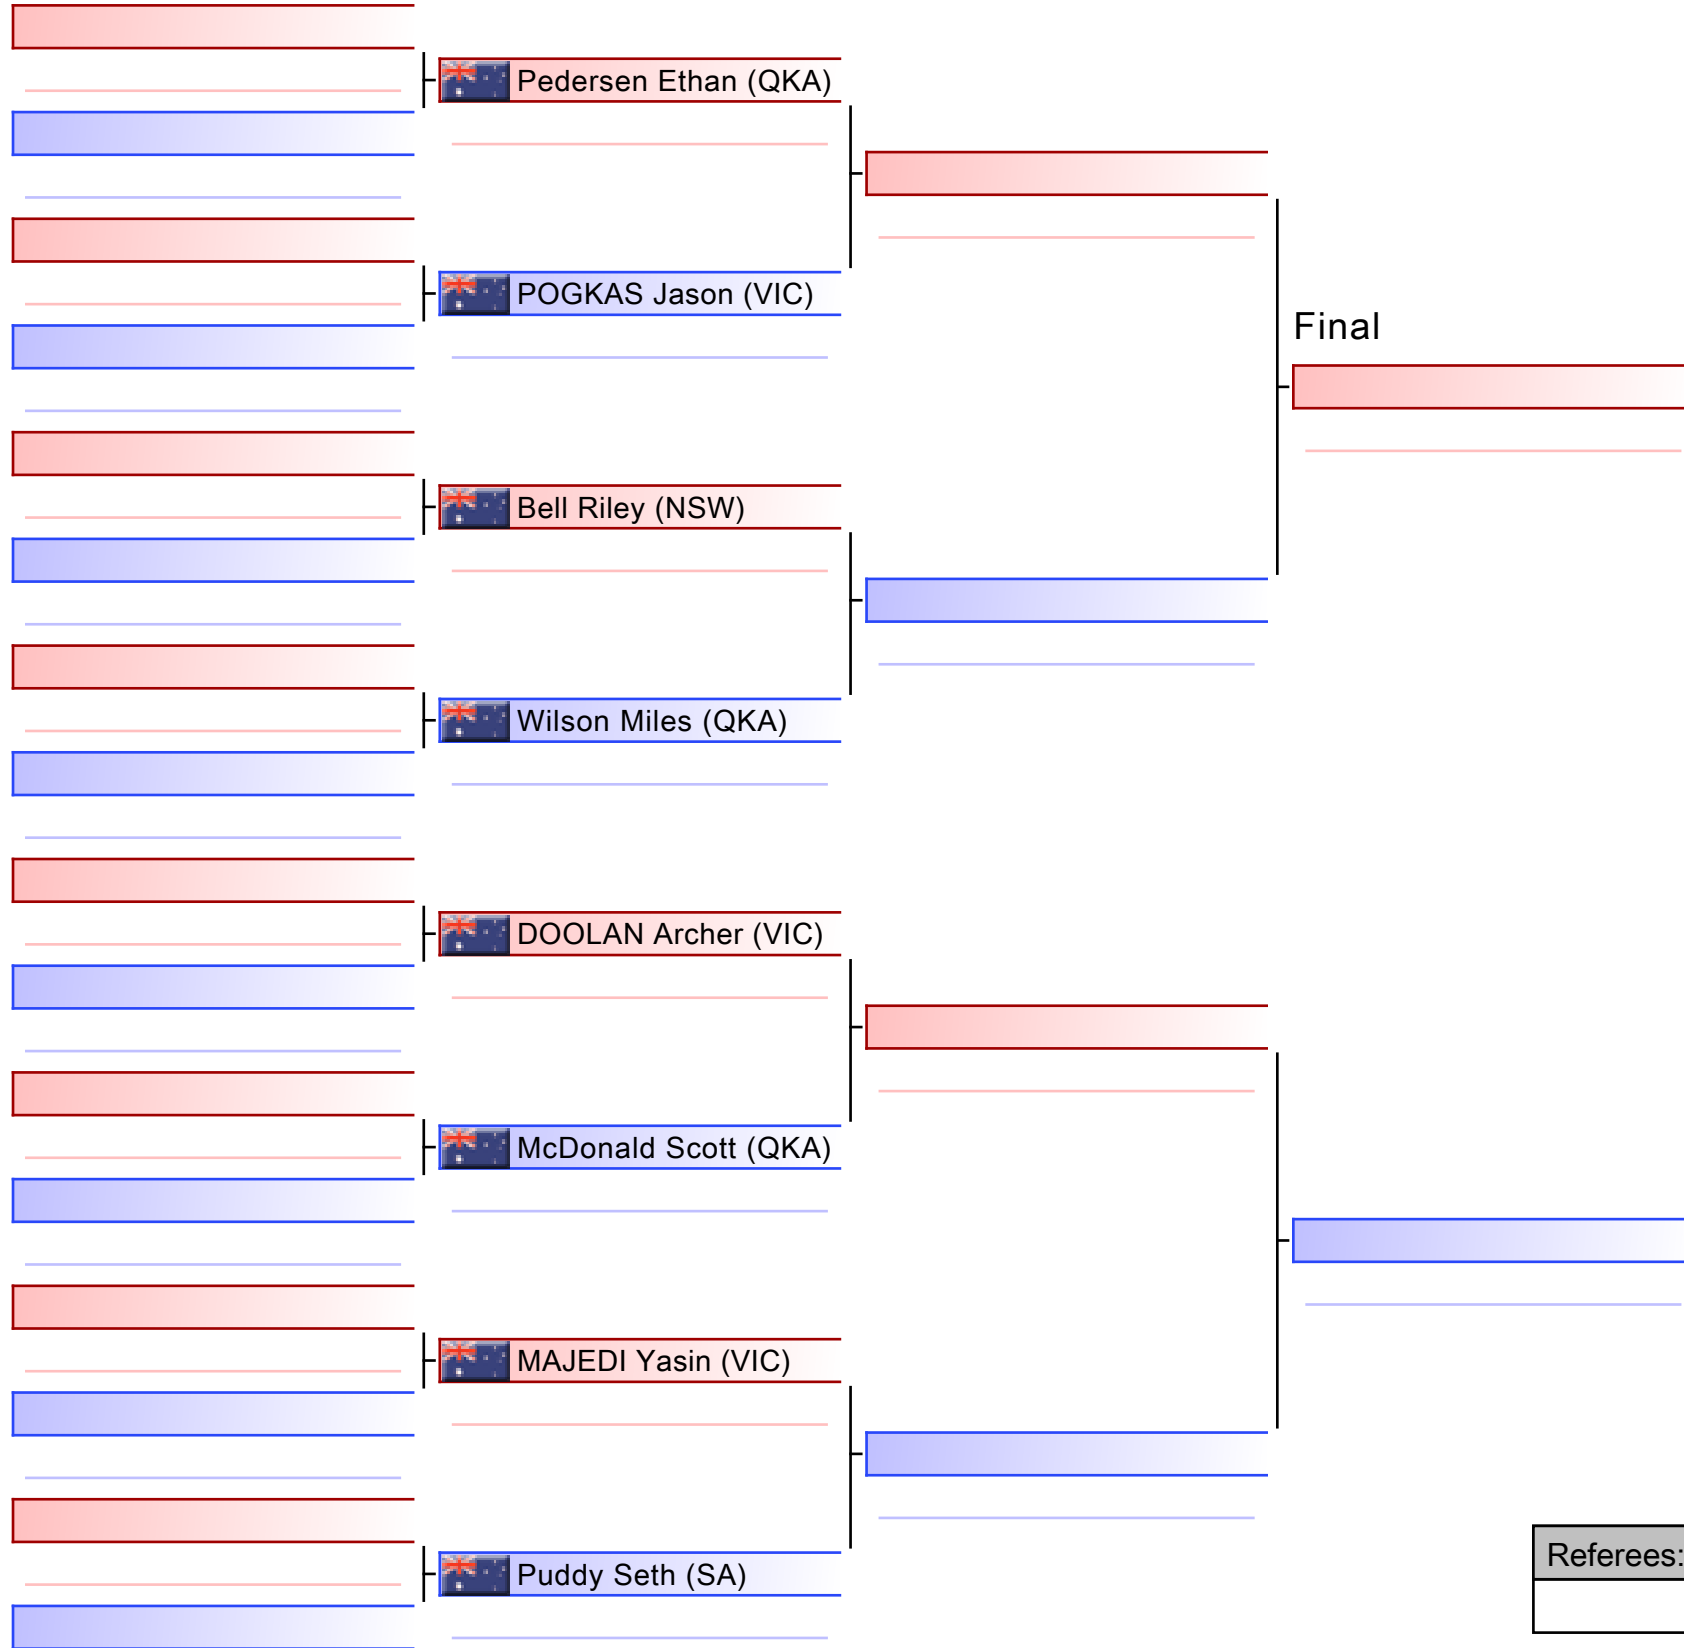 Pedersen Ethan (QKA)
POGKAS Jason (VIC)
Final
Bell Riley (NSW)
Wilson Miles (QKA)
DOOLAN Archer (VIC)
McDonald Scott (QKA)
MAJEDI Yasin (VIC)
Puddy Seth (SA)
Referees: